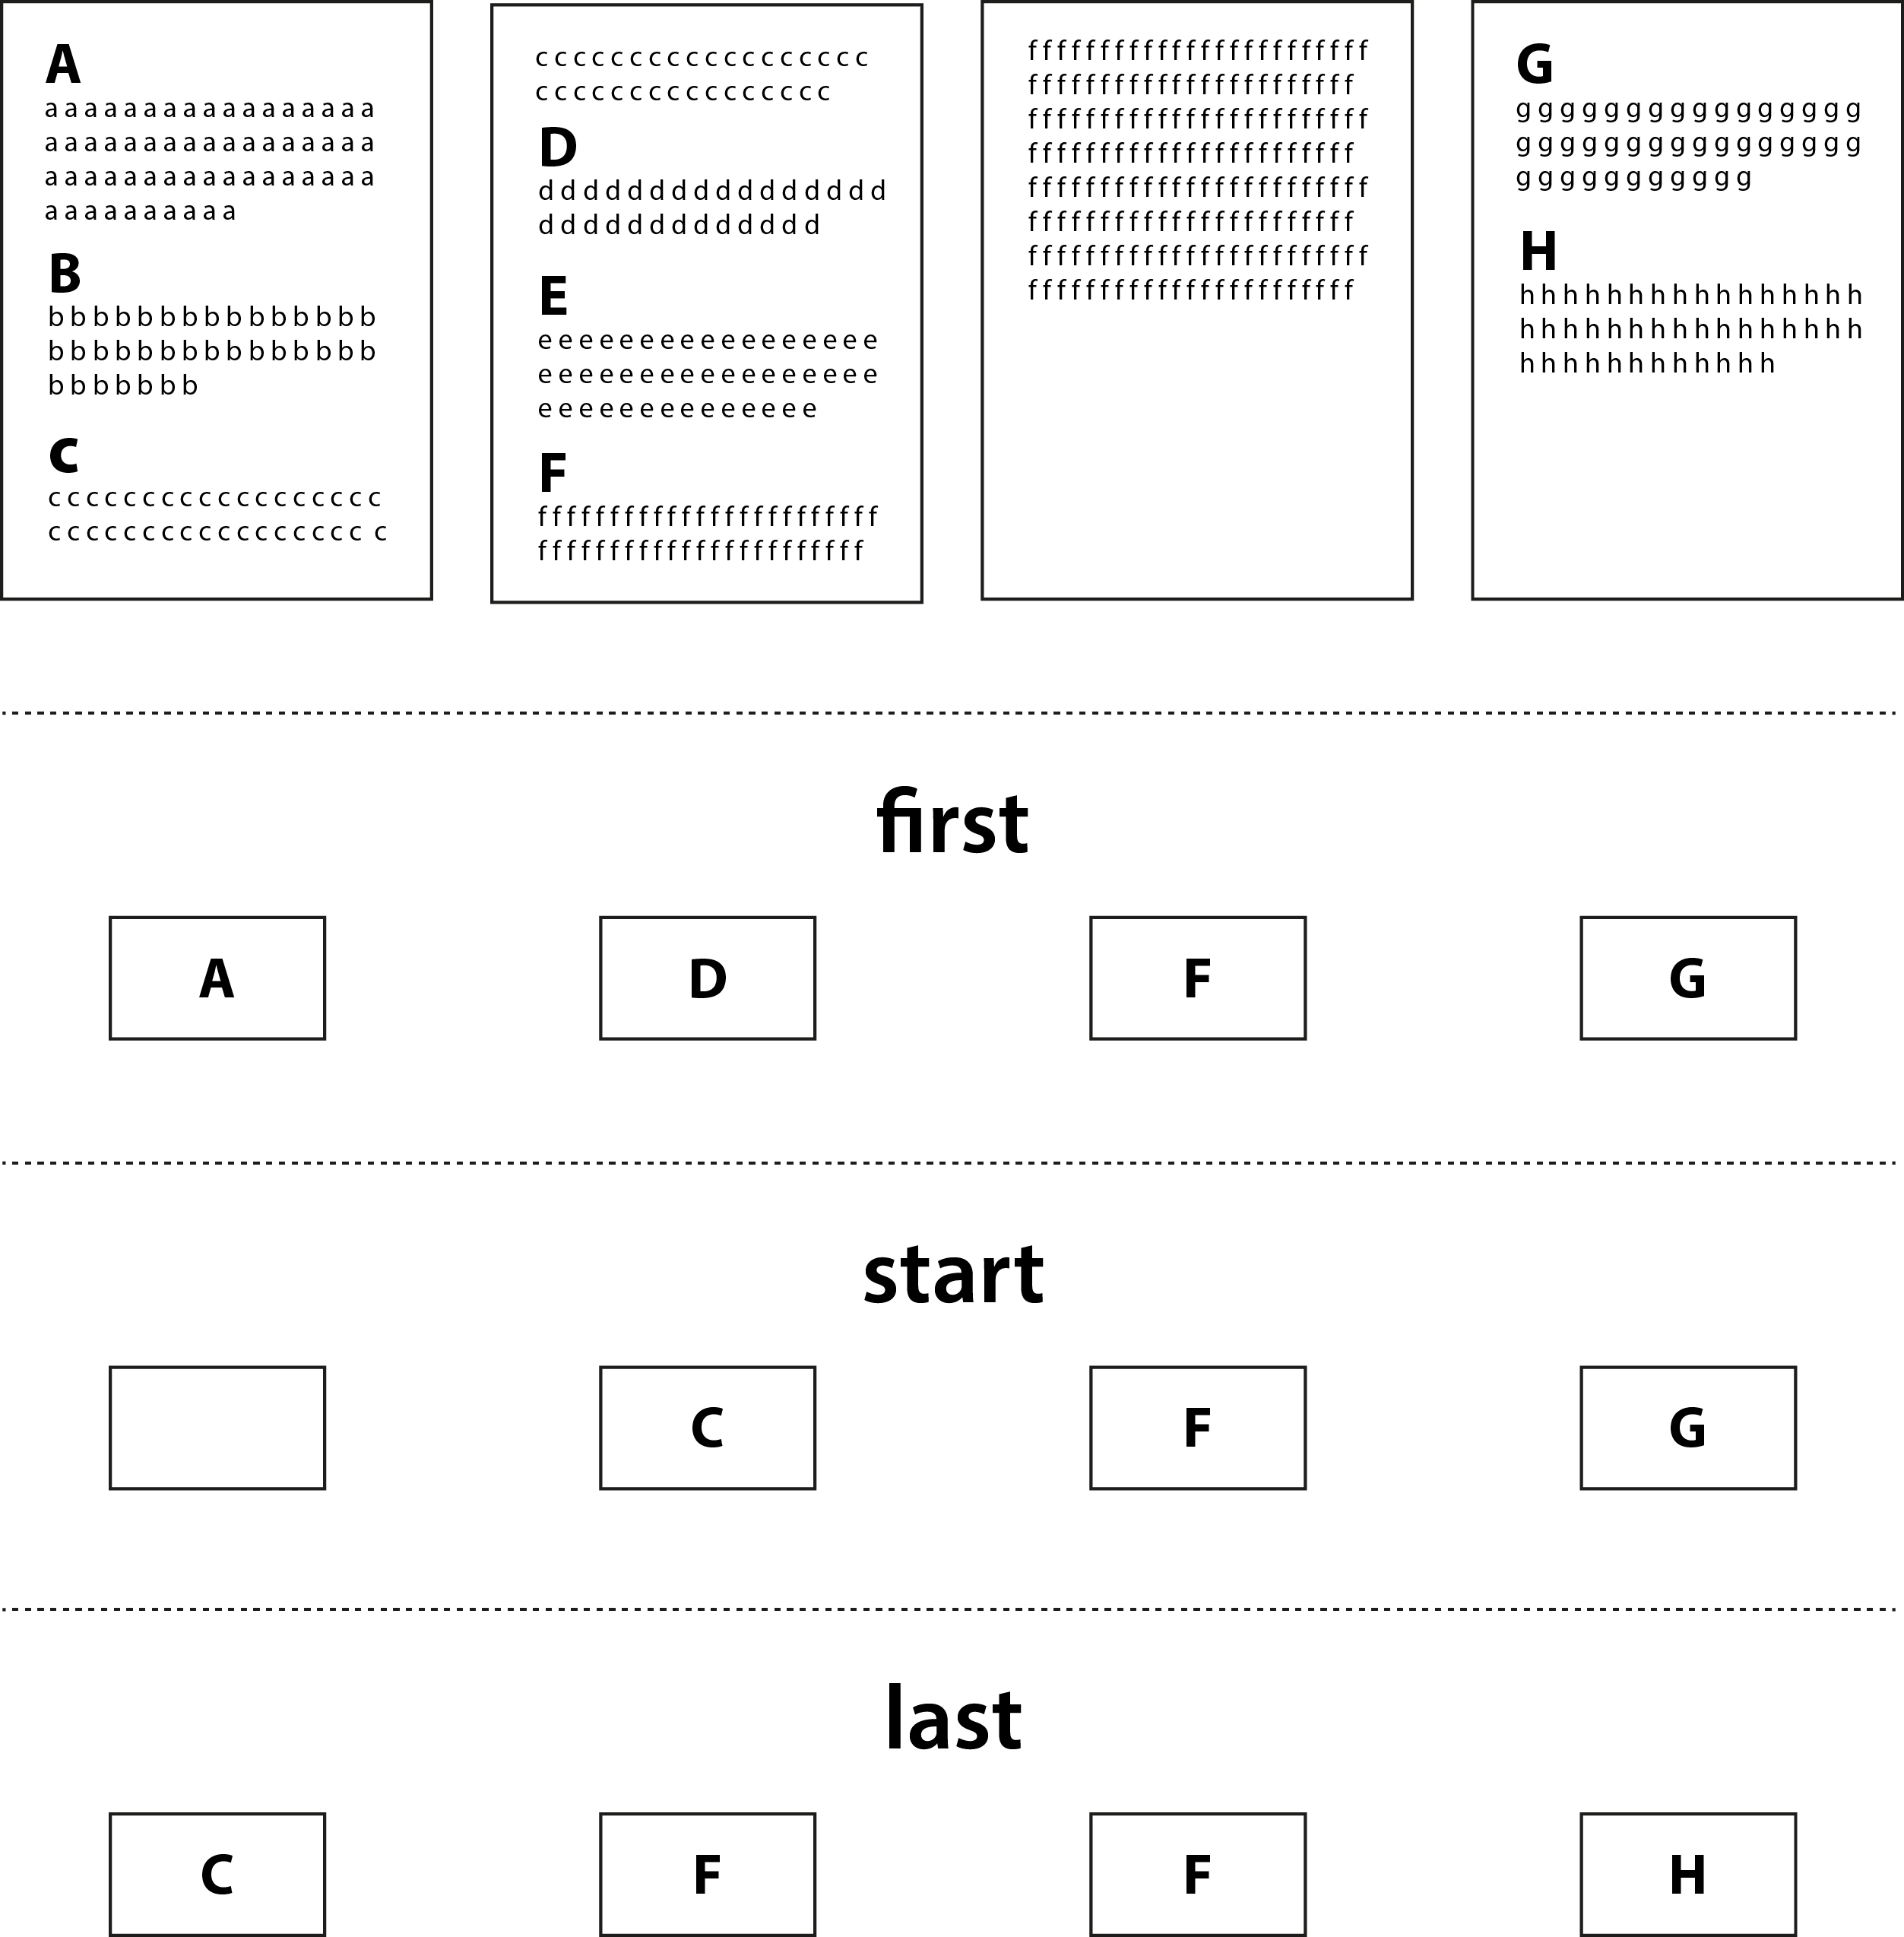 A
a a a a a a a a a a a a a a a a a
a a a a a a a a a a a a a a a a a
a a a a a a a a a a a a a a a a a
a a a a a a a a a a
B
b b b b b b b b b b b b b b b
b b b b b b b b b b b b b b b
b b b b b b b
c
c c c c c c c c c c c c c c c c c c
c c c c c c c c c c c c c c c c c c
c c c c c c c c c c c c c c c c c c
c c c c c c c c c c c c c c c c
D
d d d d d d d d d d d d d d d d
d d d d d d d d d d d d d
E
e e e e e e e e e e e e e e e e e
e e e e e e e e e e e e e e e e e
e e e e e e e e e e e e e e
F
f f f f f f f f f f f f f f f f f f f f f f f f
f f f f f f f f f f f f f f f f f f f f f f f
f f f f f f f f f f f f f f f f f f f f f f f f
f f f f f f f f f f f f f f f f f f f f f f f
f f f f f f f f f f f f f f f f f f f f f f f f
f f f f f f f f f f f f f f f f f f f f f f f
f f f f f f f f f f f f f f f f f f f f f f f f
f f f f f f f f f f f f f f f f f f f f f f f
f f f f f f f f f f f f f f f f f f f f f f f f
f f f f f f f f f f f f f f f f f f f f f f f
G
g g g g g g g g g g g g g g g g
g g g g g g g g g g g g g g g g
g g g g g g g g g g g
H
h h h h h h h h h h h h h h h h
h h h h h h h h h h h h h h h h
h h h h h h h h h h h h
first
A D F G
start
C F G
last
C F F H